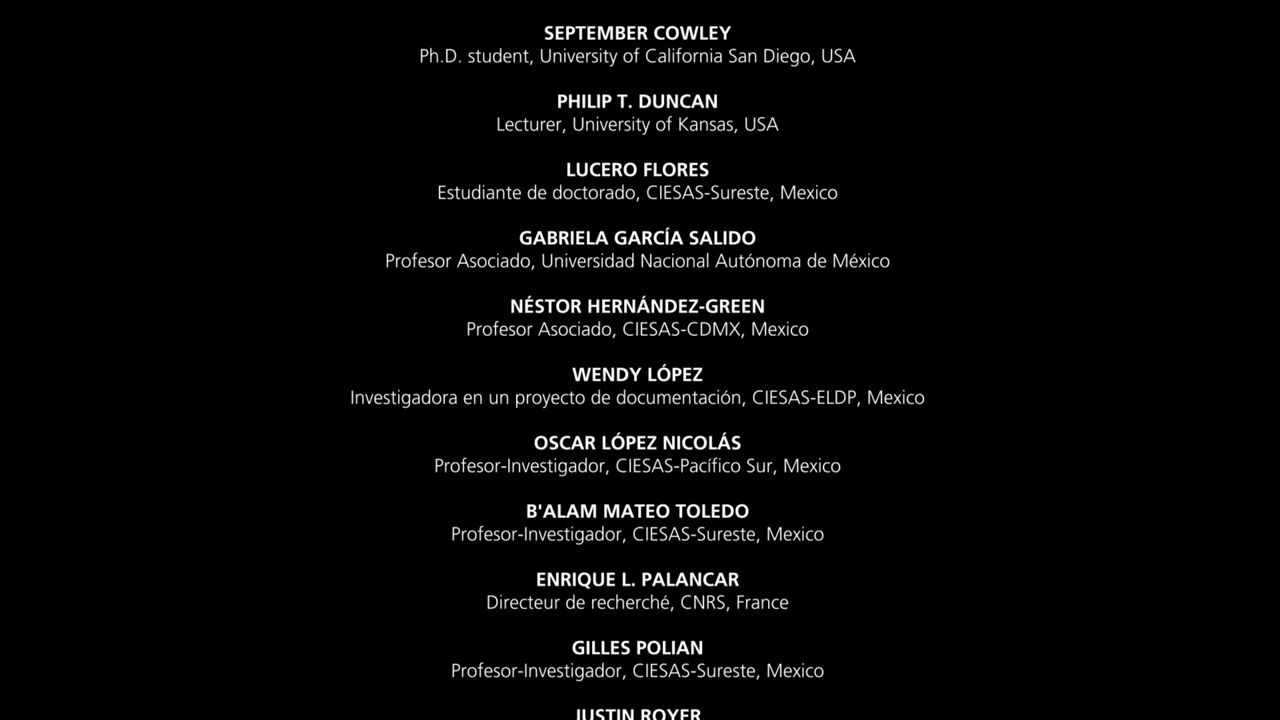 SEPTEMBER COWLEY
Ph.D. student, University of California San Diego, USA
PHILIP T. DUNCAN
Lecturer, University of Kansas, USA
LUCERO FLORES
Estudiante de doctorado, CIESAS-Sureste, Mexico
GABRIELA GARCÍA SALIDO
Profesor Asociado, Universidad Nacional Autónoma de México
NÉSTOR HERNÁNDEZ-GREEN
Profesor Asociado, CIESAS-CDMX, Mexico
WENDY LÓPEZ
Investigadora en un proyecto de documentación, CIESAS-ELDP, Mexico
OSCAR LÓPEZ NICOLÁS
Profesor-Investigador, CIESAS-Pacífico Sur, Mexico
B'ALAM MATEO TOLEDO
Profesor-Investigador, CIESAS-Sureste, Mexico
ENRIQUE L. PALANCAR
Directeur de recherché, CNRS, France
GILLES POLIAN
Profesor-Investigador, CIESAS-Sureste, Mexico
JUSTIN ROYER